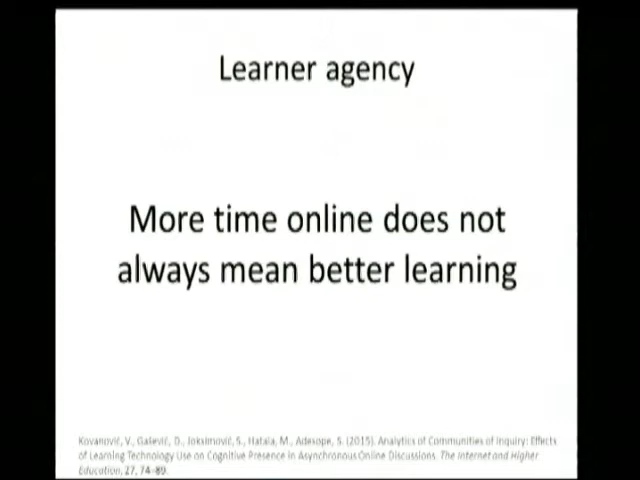 Learner agency
More time online does not
always mean better learning
Kovanović, V., Gašević, D., Joksimović, S., Hatala, M., Adesope, S. (2015). Analytics of Communities of Inquiry: Effects
of Learning Technology Use on Cognitive Presence in Asynchronous Online Discussions. The Internet and Higher
Education, 27, 74–89.